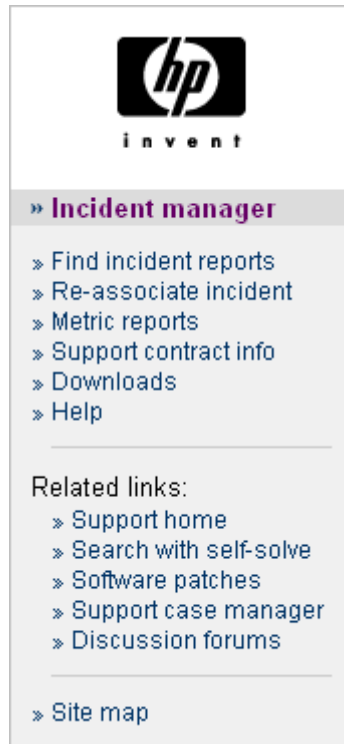 hp
invent
» Incident manager
» Find incident reports
» Re-associate incident
» Metric reports
» Support contract info
» Downloads
» Help
Related links:
» Support home
» Search with self-solve
» Software patches
» Support case manager
» Discussion forums
» Site map